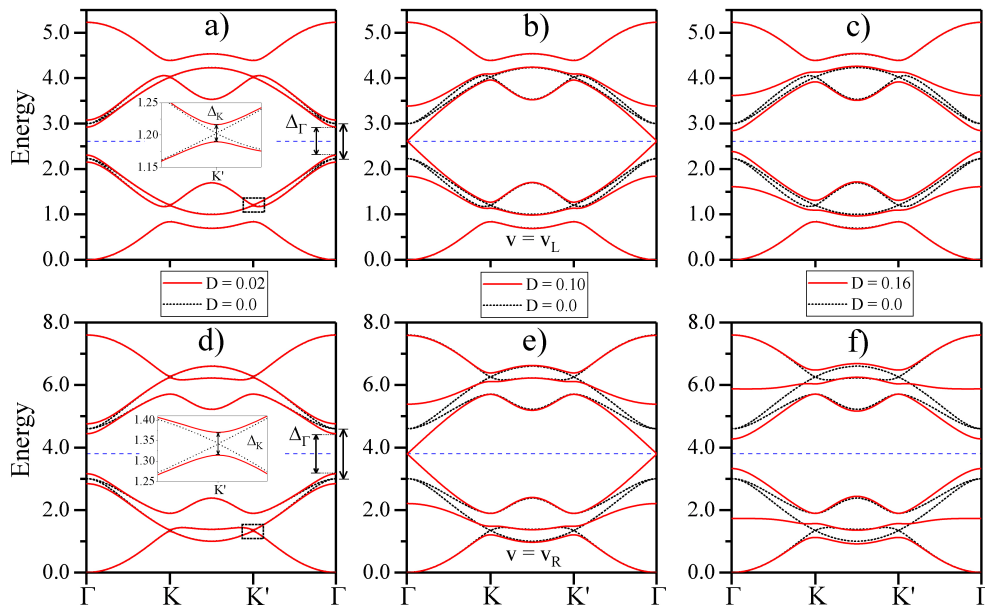 a)
b)
c)
5.0
4.0
3.0
2.0
1.0
0.0
Energy
1.25
1.20
1.15
Δ_K
K'
Δ_Γ
v = v_L
Γ K K' Γ
Γ K K' Γ
Γ K K' I
D = 0.02
D = 0.0
D = 0.10
D = 0.0
D = 0.16
D = 0.0
d)
e)
f)
8.0
6.0
4.0
2.0
0.0
Energy
1.40
1.35
1.30
1.25
Δ_K
K'
Δ_Γ
v = v_R